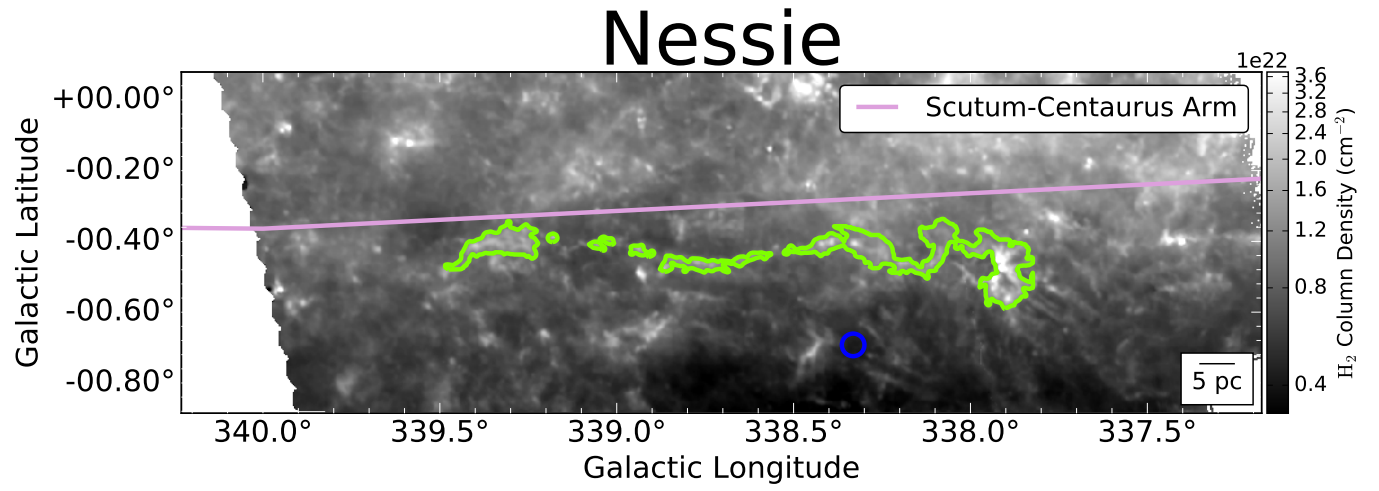 Nessie
1e22
Scutum-Centaurus Arm
+00.00°
-00.20°
-00.40°
-00.60°
-00.80°
Galactic Latitude
3.6
3.2
2.8
2.4
2.0
1.6
1.2
0.8
0.4
H₂ Column Density (cm⁻²)
5 pc
340.0°
339.5°
339.0°
338.5°
338.0°
337.5°
Galactic Longitude